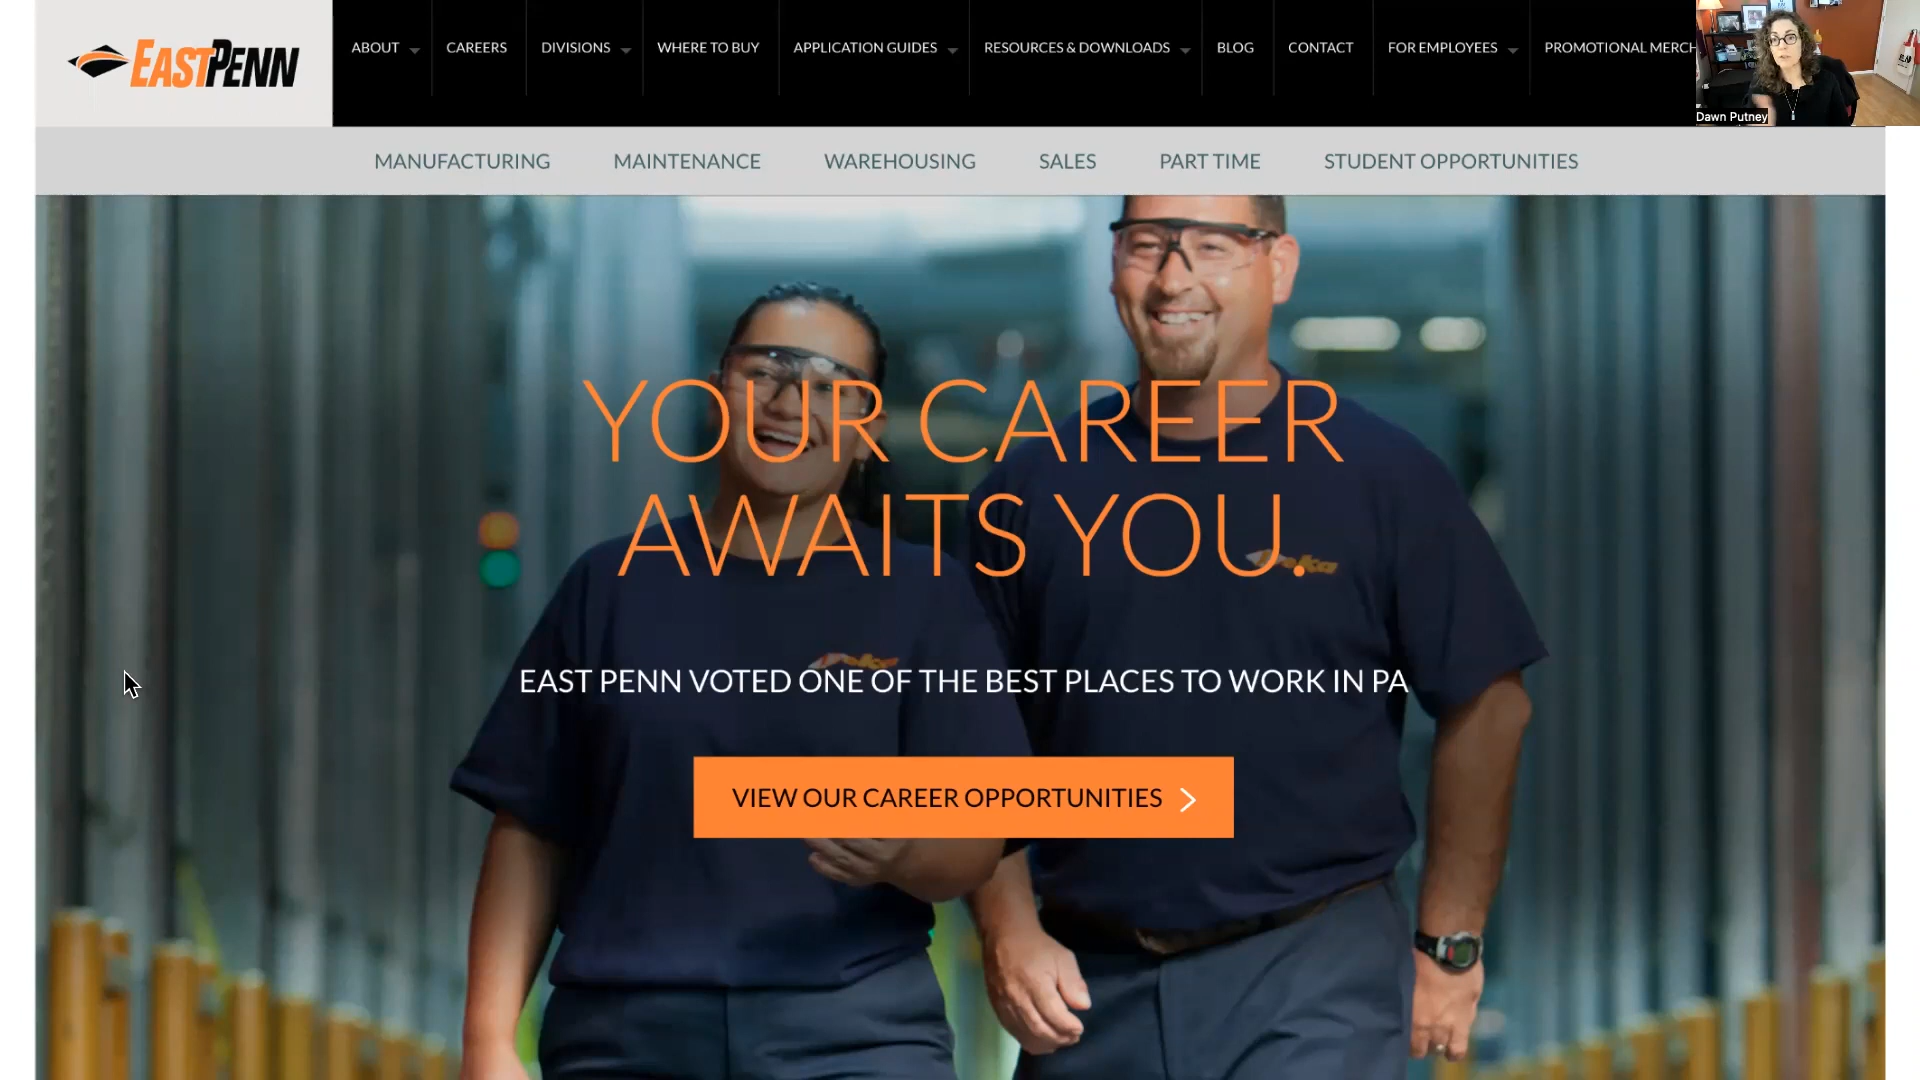 EASTPENN
ABOUT
CAREERS
DIVISIONS
WHERE TO BUY
APPLICATION GUIDES
RESOURCES & DOWNLOADS
BLOG
CONTACT
FOR EMPLOYEES
PROMOTIONAL MERCH
Dawn Putney
MANUFACTURING
MAINTENANCE
WAREHOUSING
SALES
PART TIME
STUDENT OPPORTUNITIES
YOUR CAREER
AWAITS YOU.
EAST PENN VOTED ONE OF THE BEST PLACES TO WORK IN PA
VIEW OUR CAREER OPPORTUNITIES